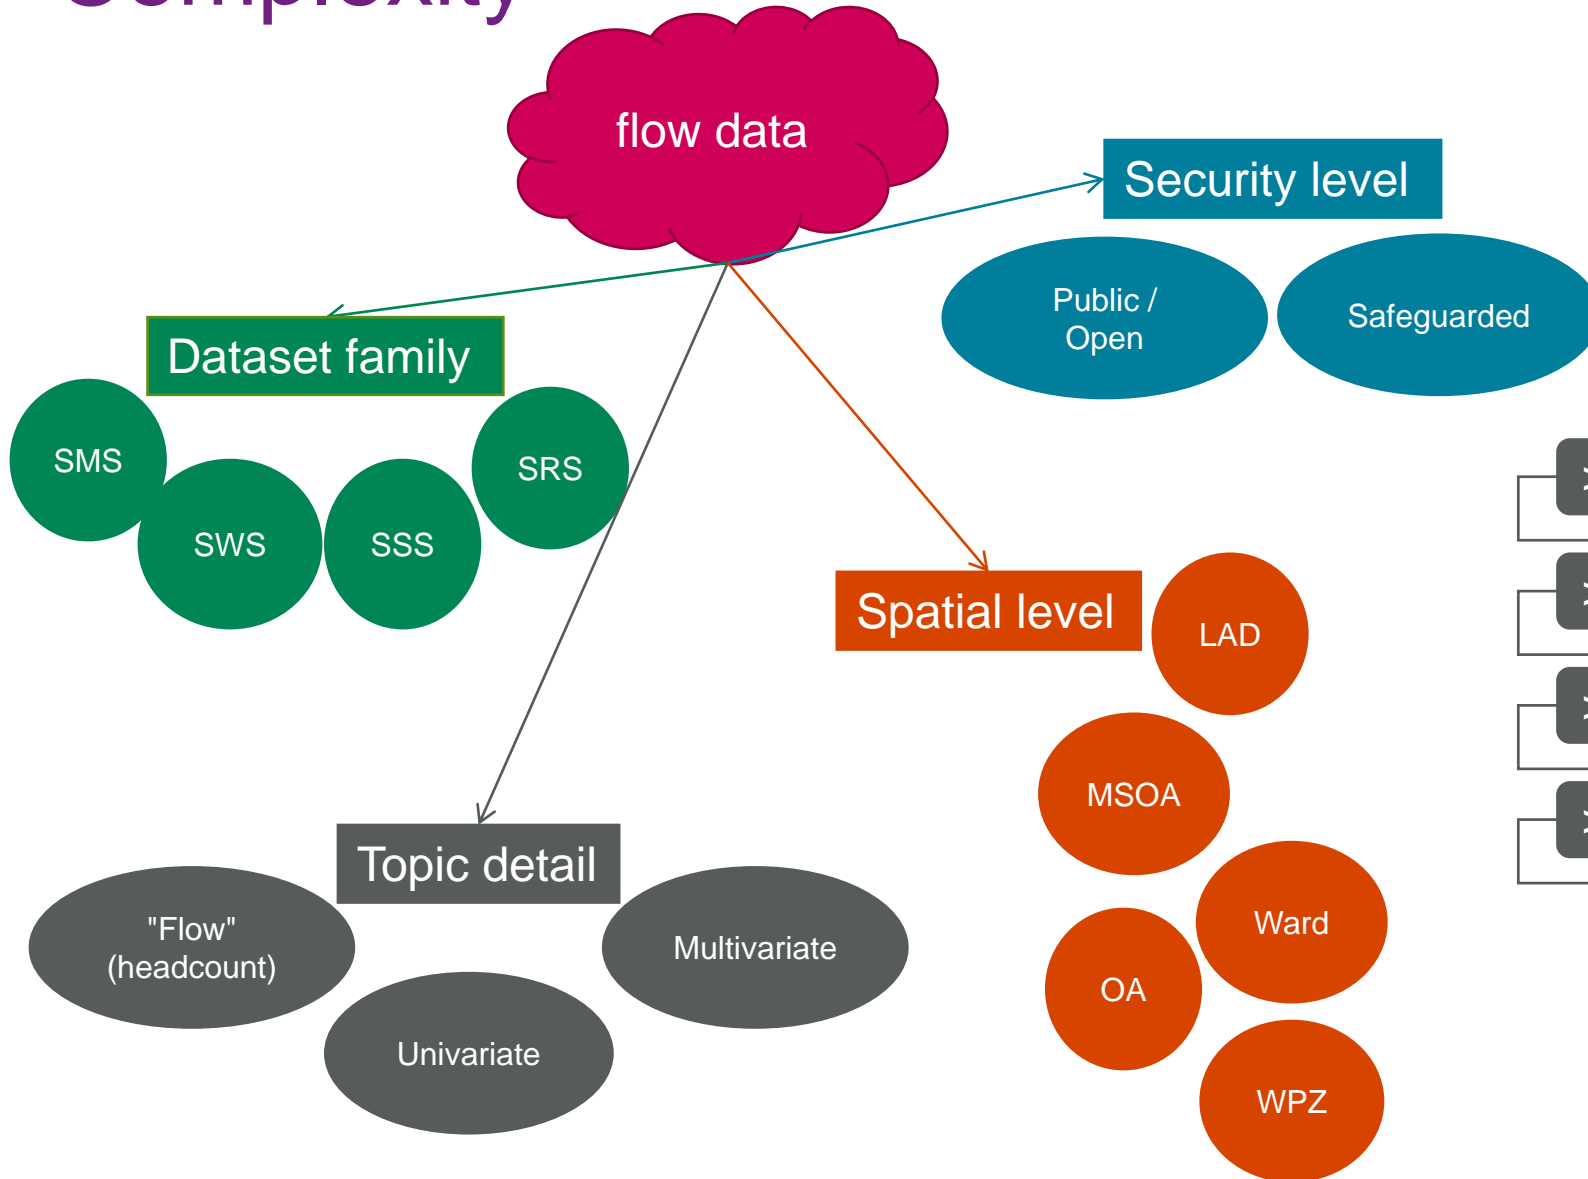 Complexity
flow data
Security level
Public /
Open
Safeguarded
Dataset family
SMS
SWS
SSS
SRS
Spatial level
LAD
MSOA
Ward
OA
WPZ
Topic detail
"Flow"
(headcount)
Univariate
Multivariate